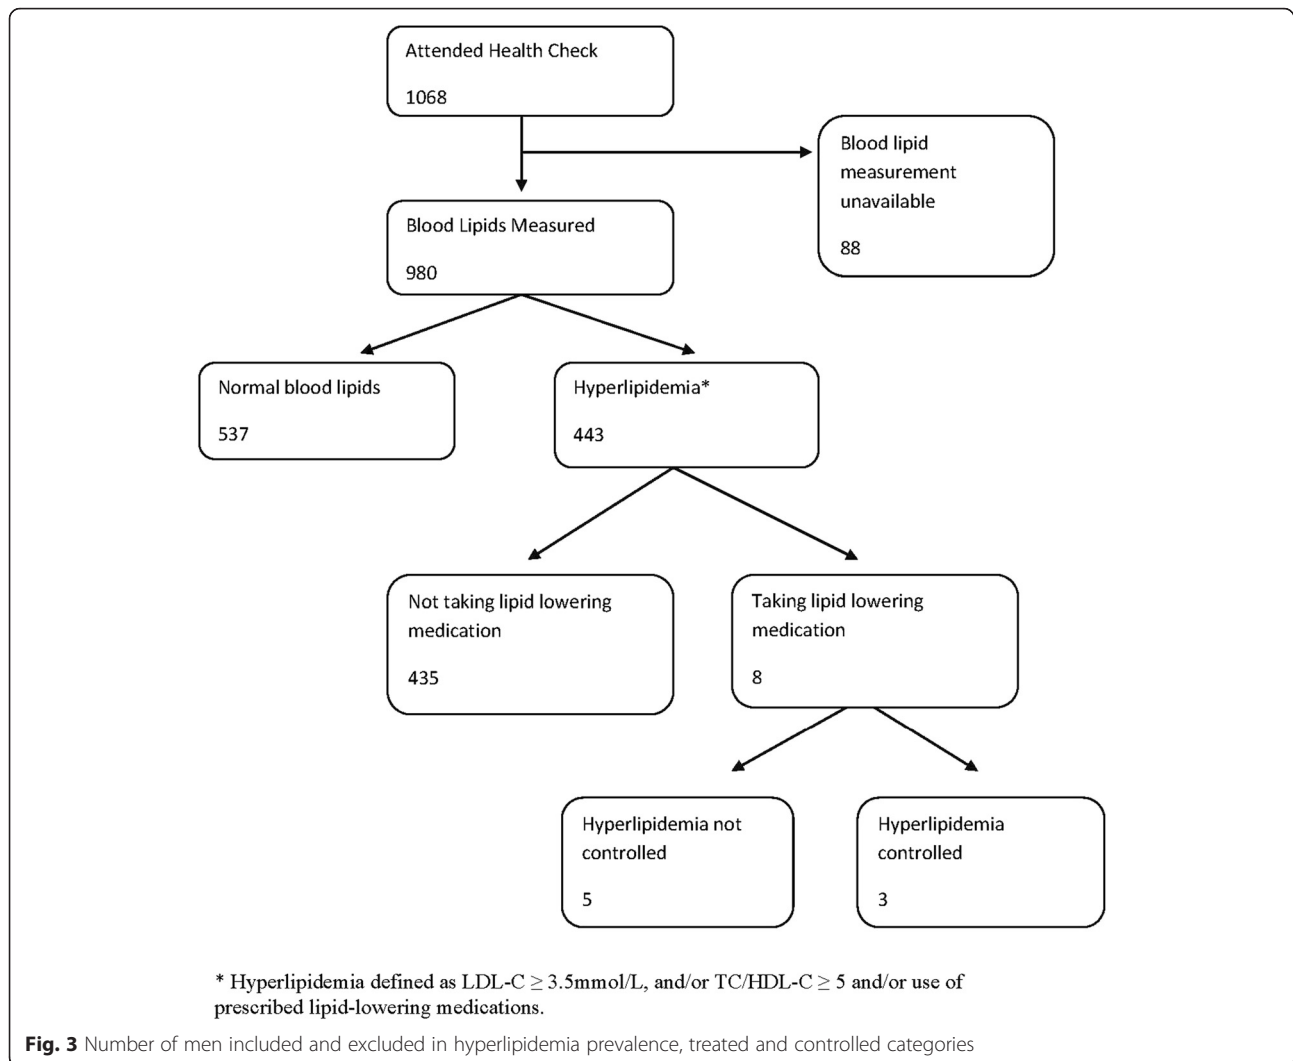 Attended Health Check
1068
Blood lipid
measurement
unavailable
88
Blood Lipids Measured
980
Normal blood lipids
537
Hyperlipidemia*
443
Not taking lipid lowering
medication
435
Taking lipid lowering
medication
8
Hyperlipidemia not
controlled
5
Hyperlipidemia
controlled
3
* Hyperlipidemia defined as LDL-C ≥ 3.5mmol/L, and/or TC/HDL-C ≥ 5 and/or use of
prescribed lipid-lowering medications.
Fig. 3 Number of men included and excluded in hyperlipidemia prevalence, treated and controlled categories